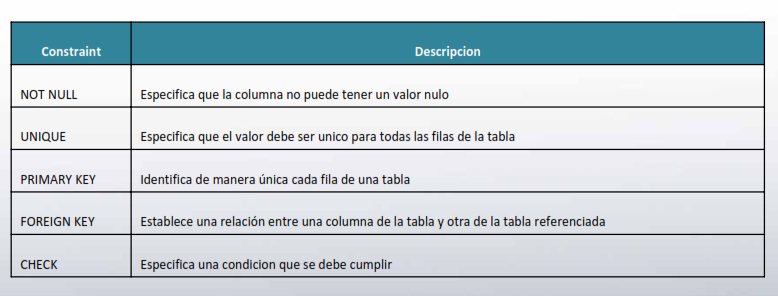 Constraint Descripcion
NOT NULL Especifica que la columna no puede tener un valor nulo
UNIQUE Especifica que el valor debe ser unico para todas las filas de la tabla
PRIMARY KEY Identifica de manera única cada fila de una tabla
FOREIGN KEY Establece una relación entre una columna de la tabla y otra de la tabla referenciada
CHECK Especifica una condicion que se debe cumplir